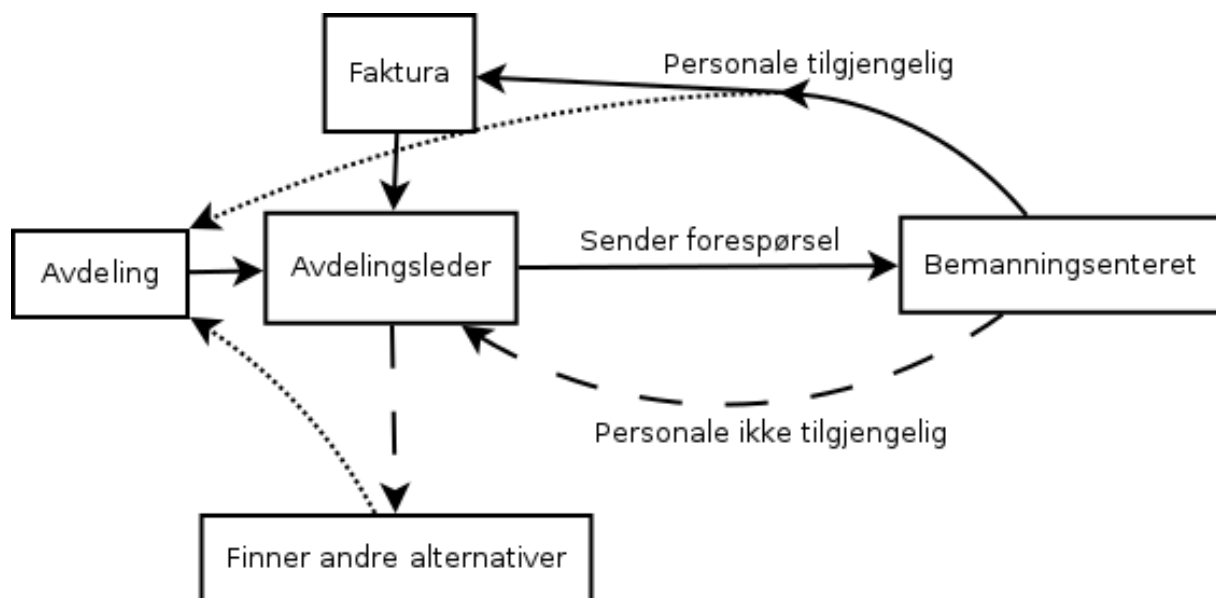 Personale tilgjengelig
Faktura
Sender forespørsel
Avdeling
Avdelingsleder
Bemanningsenteret
Personale ikke tilgjengelig
Finner andre alternativer